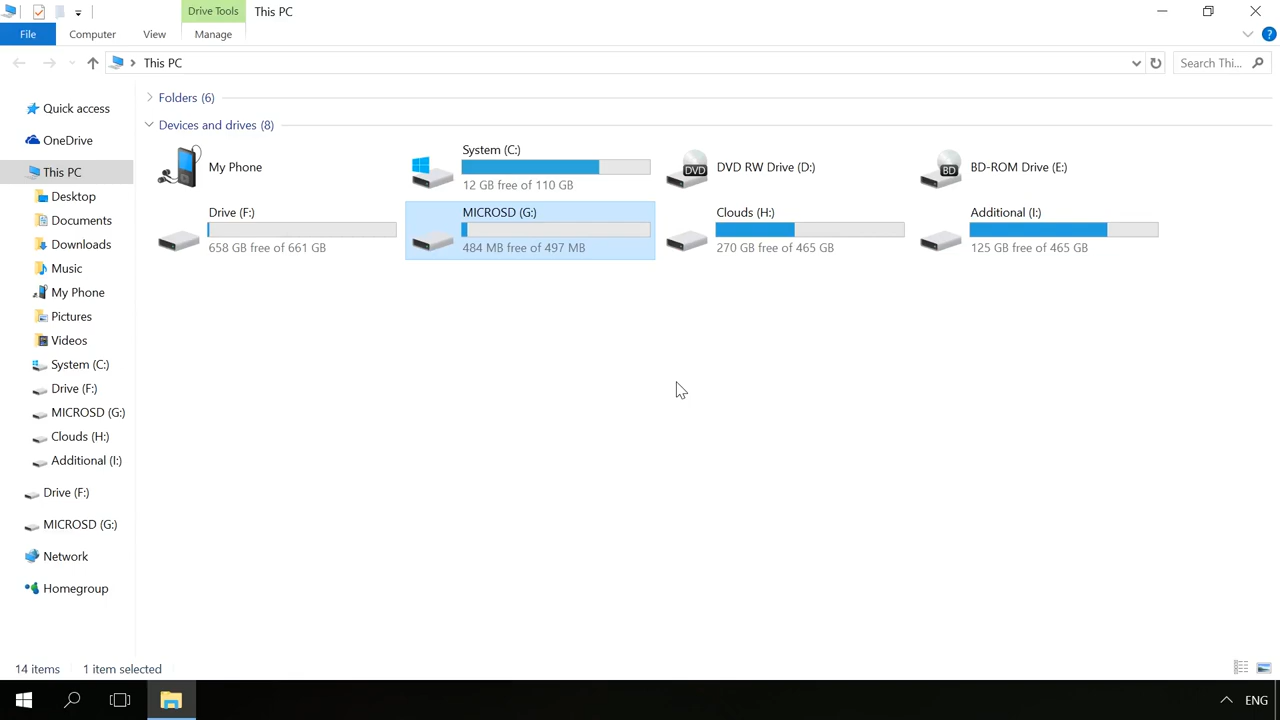 Drive Tools This PC
File Computer View Manage
This PC Search Thi...
Quick access
OneDrive
This PC
Desktop
Documents
Downloads
Music
My Phone
Pictures
Videos
System (C:)
Drive (F:)
MICROSD (G:)
Clouds (H:)
Additional (I:)
Drive (F:)
MICROSD (G:)
Network
Homegroup
Folders (6)
Devices and drives (8)
My Phone
System (C:)
12 GB free of 110 GB
DVD
DVD RW Drive (D:)
BD
BD-ROM Drive (E:)
Drive (F:)
658 GB free of 661 GB
MICROSD (G:)
484 MB free of 497 MB
Clouds (H:)
270 GB free of 465 GB
Additional (I:)
125 GB free of 465 GB
14 items 1 item selected
ENG